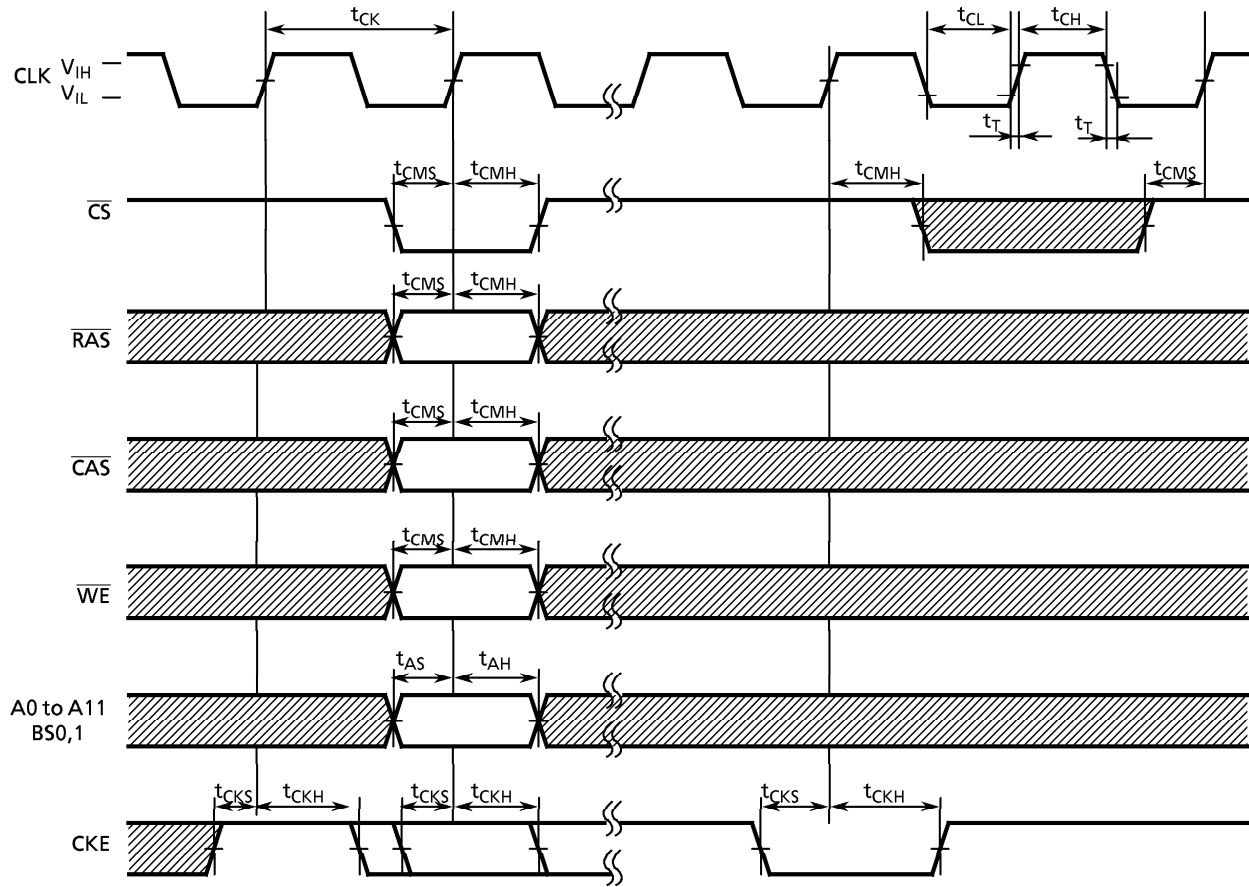 tCK tCL tCH
CLK VIH
VIL
tT tT
tCMS tCMH tCMH tCMS
CS
tCMS tCMH
RAS
tCMS tCMH
CAS
tCMS tCMH
WE
tAS tAH
A0 to A11
BS0,1
tCKS tCKH tCKS tCKH tCKS tCKH
CKE